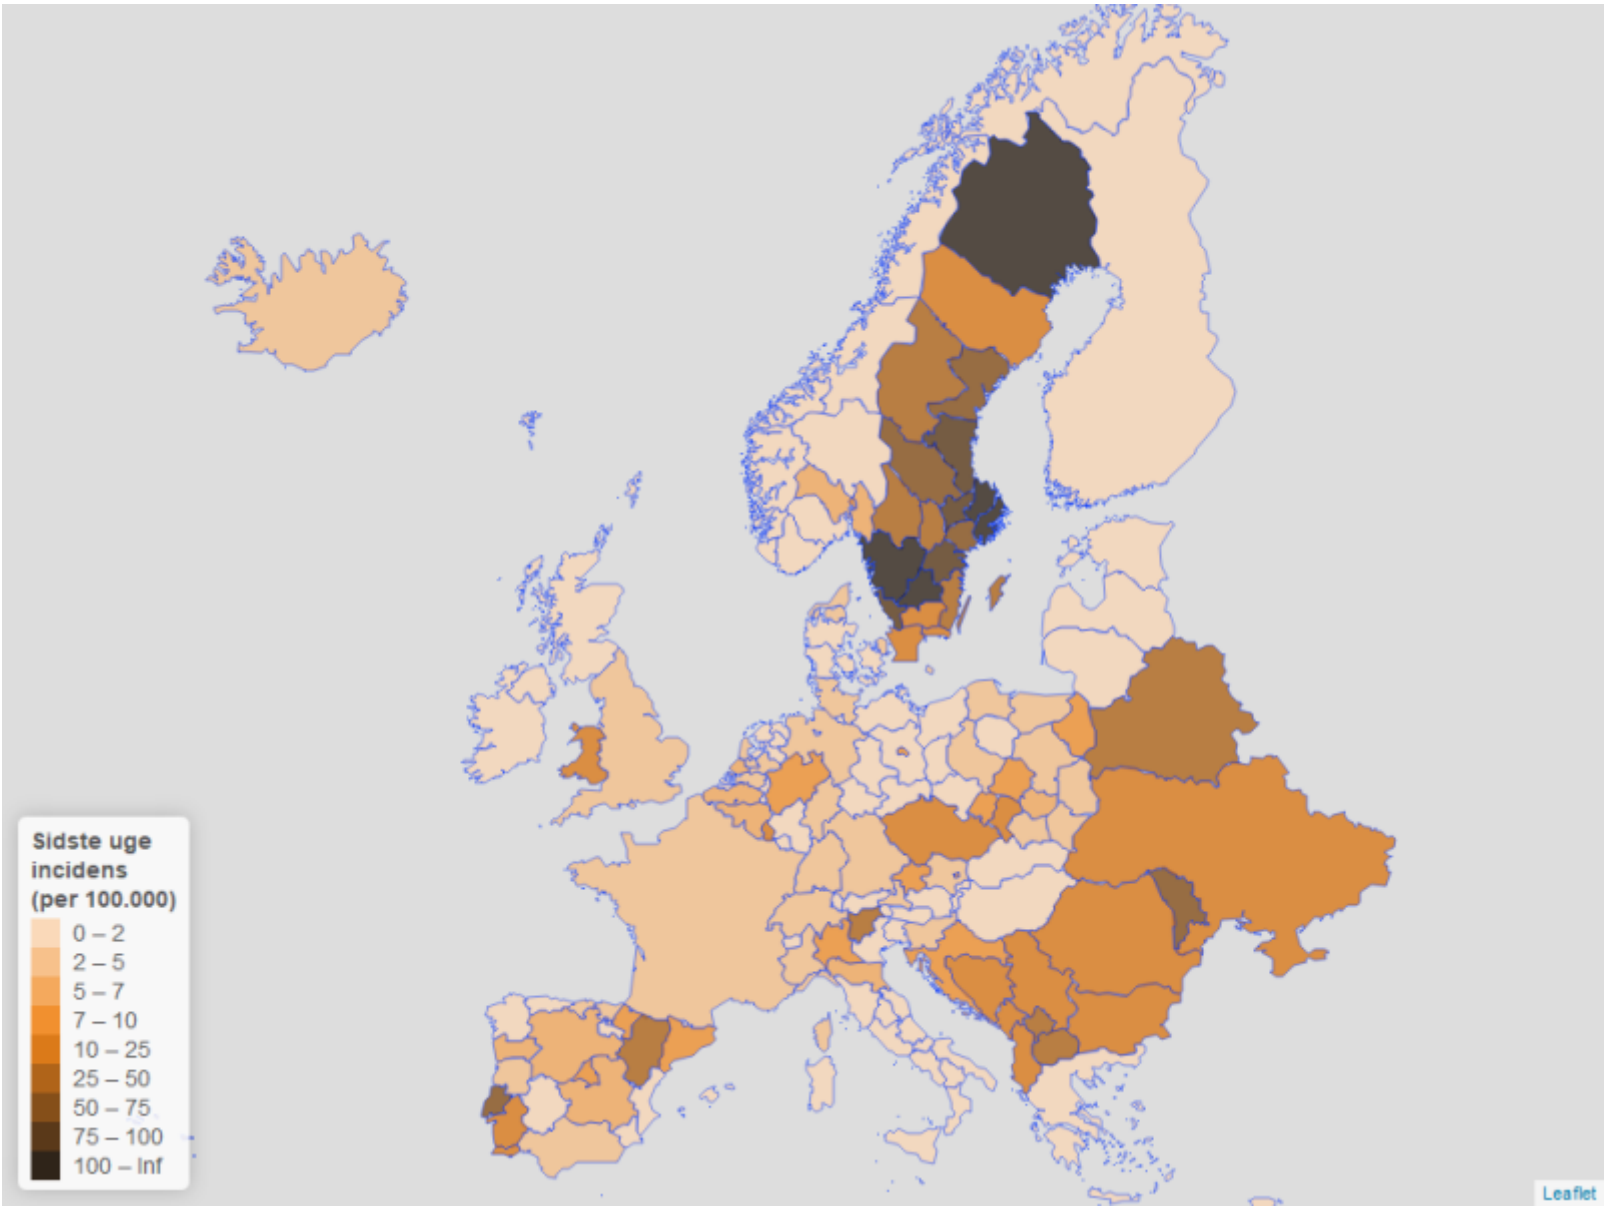 Sidste uge
incidens
(per 100.000)
0 – 2
2 – 5
5 – 7
7 – 10
10 – 25
25 – 50
50 – 75
75 – 100
100 – Inf
Leaflet